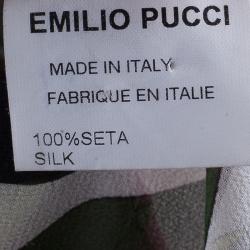 EMILIO PUCCI
MADE IN ITALY
FABRIQUE EN ITALIE
100%SETA
SILK